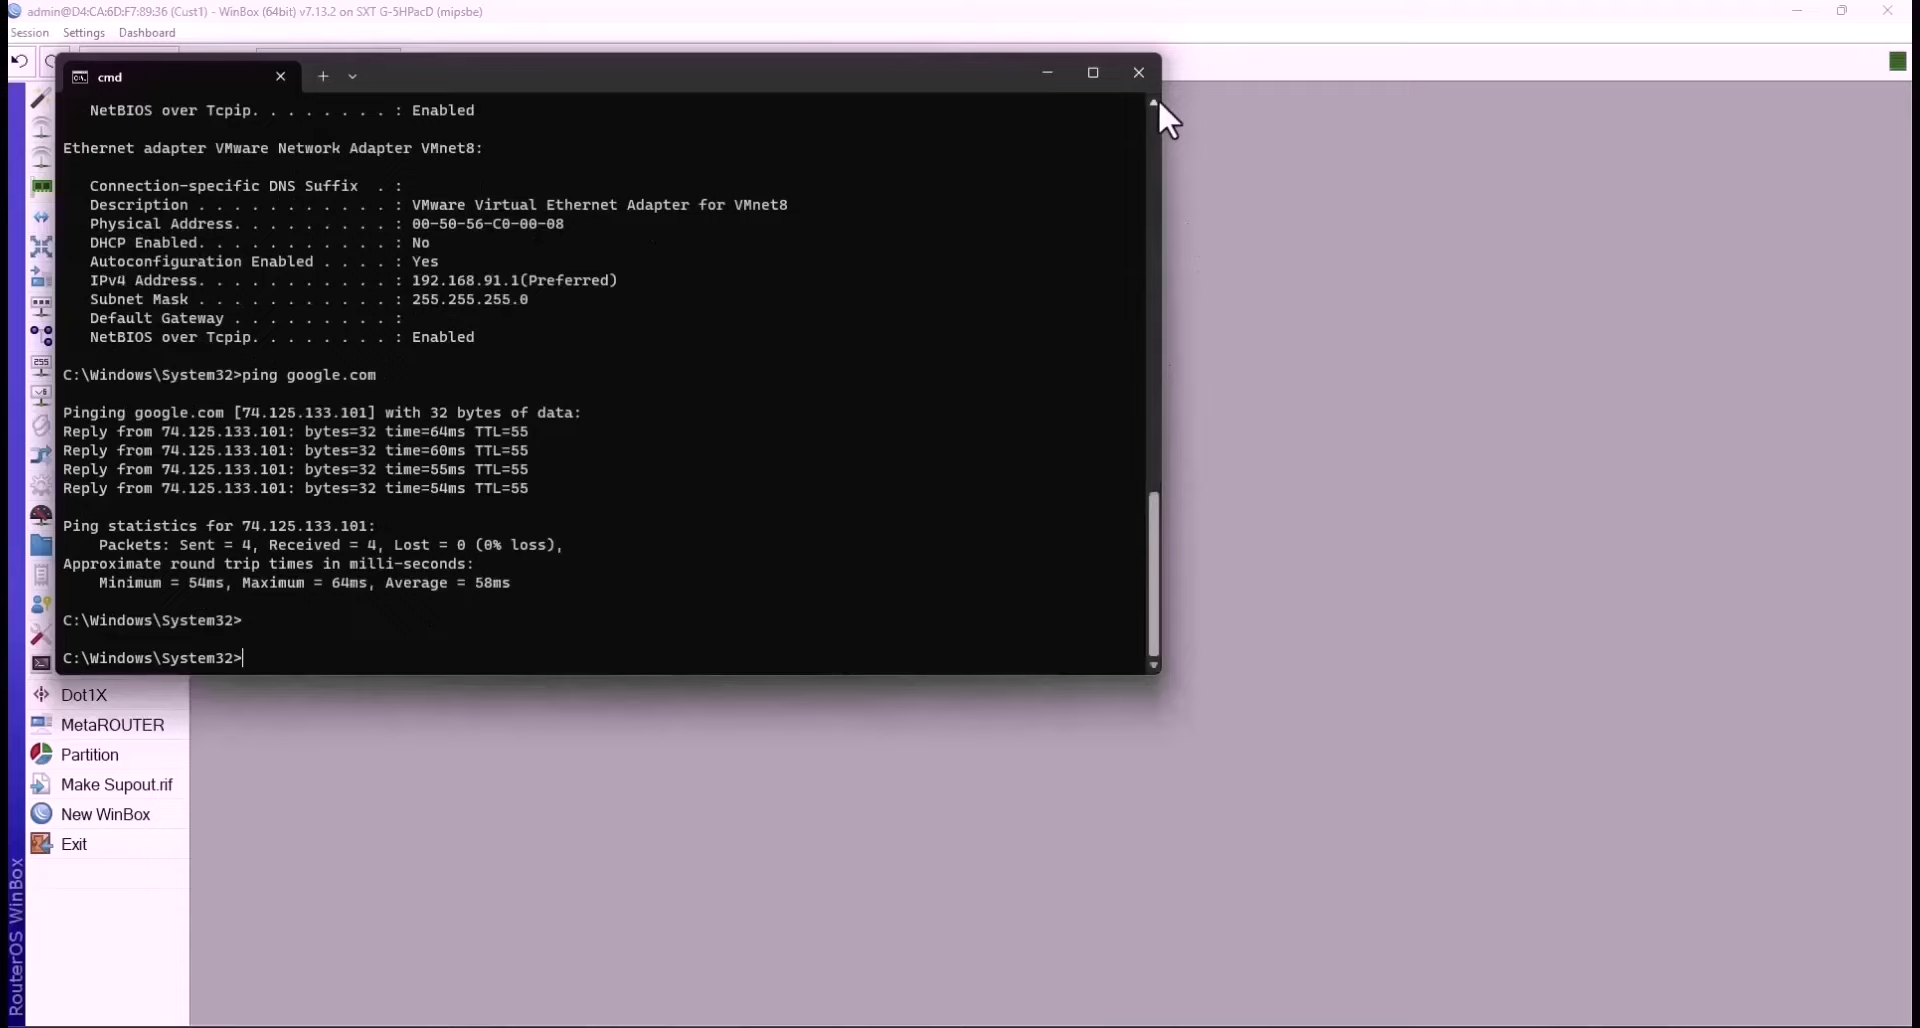 admin@D4:CA:6D:F7:89:36 (Cust1) - WinBox (64bit) v7.13.2 on SXT G-5HPacD (mipsbe)
Session Settings Dashboard
cmd
NetBIOS over Tcpip. . . . . . . . : Enabled
Ethernet adapter VMware Network Adapter VMnet8:
Connection-specific DNS Suffix  . :
Description . . . . . . . . . . . : VMware Virtual Ethernet Adapter for VMnet8
Physical Address. . . . . . . . . : 00-50-56-C0-00-08
DHCP Enabled. . . . . . . . . . . : No
Autoconfiguration Enabled . . . . : Yes
IPv4 Address. . . . . . . . . . . : 192.168.91.1(Preferred)
Subnet Mask . . . . . . . . . . . : 255.255.255.0
Default Gateway . . . . . . . . . :
NetBIOS over Tcpip. . . . . . . . : Enabled
C:\Windows\System32>ping google.com
Pinging google.com [74.125.133.101] with 32 bytes of data:
Reply from 74.125.133.101: bytes=32 time=64ms TTL=55
Reply from 74.125.133.101: bytes=32 time=60ms TTL=55
Reply from 74.125.133.101: bytes=32 time=55ms TTL=55
Reply from 74.125.133.101: bytes=32 time=54ms TTL=55
Ping statistics for 74.125.133.101:
Packets: Sent = 4, Received = 4, Lost = 0 (0% loss),
Approximate round trip times in milli-seconds:
Minimum = 54ms, Maximum = 64ms, Average = 58ms
C:\Windows\System32>
C:\Windows\System32>
Dot1X
MetaROUTER
Partition
Make Supout.rif
New WinBox
Exit
RouterOS WinBox
255
v6